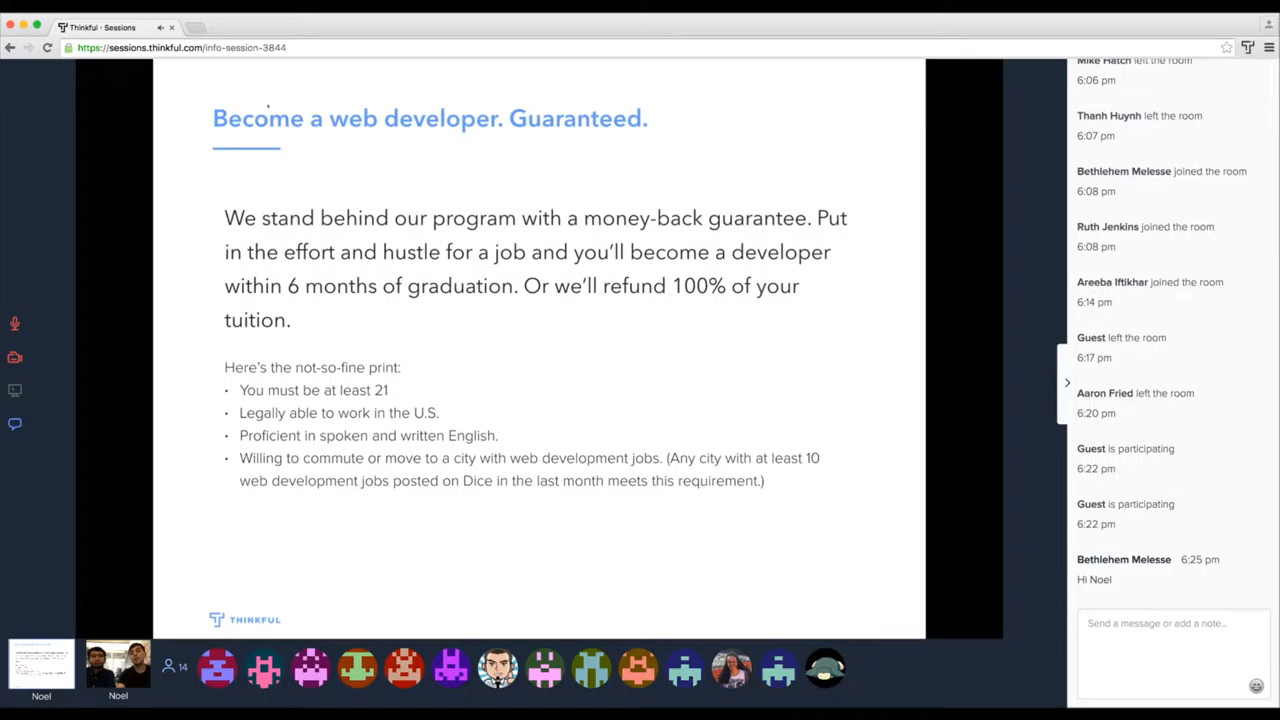 Thinkful - Sessions
https://sessions.thinkful.com/info-session-3844
Become a web developer. Guaranteed.
We stand behind our program with a money-back guarantee. Put
in the effort and hustle for a job and you’ll become a developer
within 6 months of graduation. Or we’ll refund 100% of your
tuition.
Here’s the not-so-fine print:
• You must be at least 21
• Legally able to work in the U.S.
• Proficient in spoken and written English.
• Willing to commute or move to a city with web development jobs. (Any city with at least 10
web development jobs posted on Dice in the last month meets this requirement.)
THINKFUL
Mike Hatch left the room
6:06 pm
Thanh Huynh left the room
6:07 pm
Bethlehem Melesse joined the room
6:08 pm
Ruth Jenkins joined the room
6:08 pm
Areeba Iftikhar joined the room
6:14 pm
Guest left the room
6:17 pm
Aaron Fried left the room
6:20 pm
Guest is participating
6:22 pm
Guest is participating
6:22 pm
Bethlehem Melesse 6:25 pm
Hi Noel
Send a message or add a note...
14
Noel
Noel